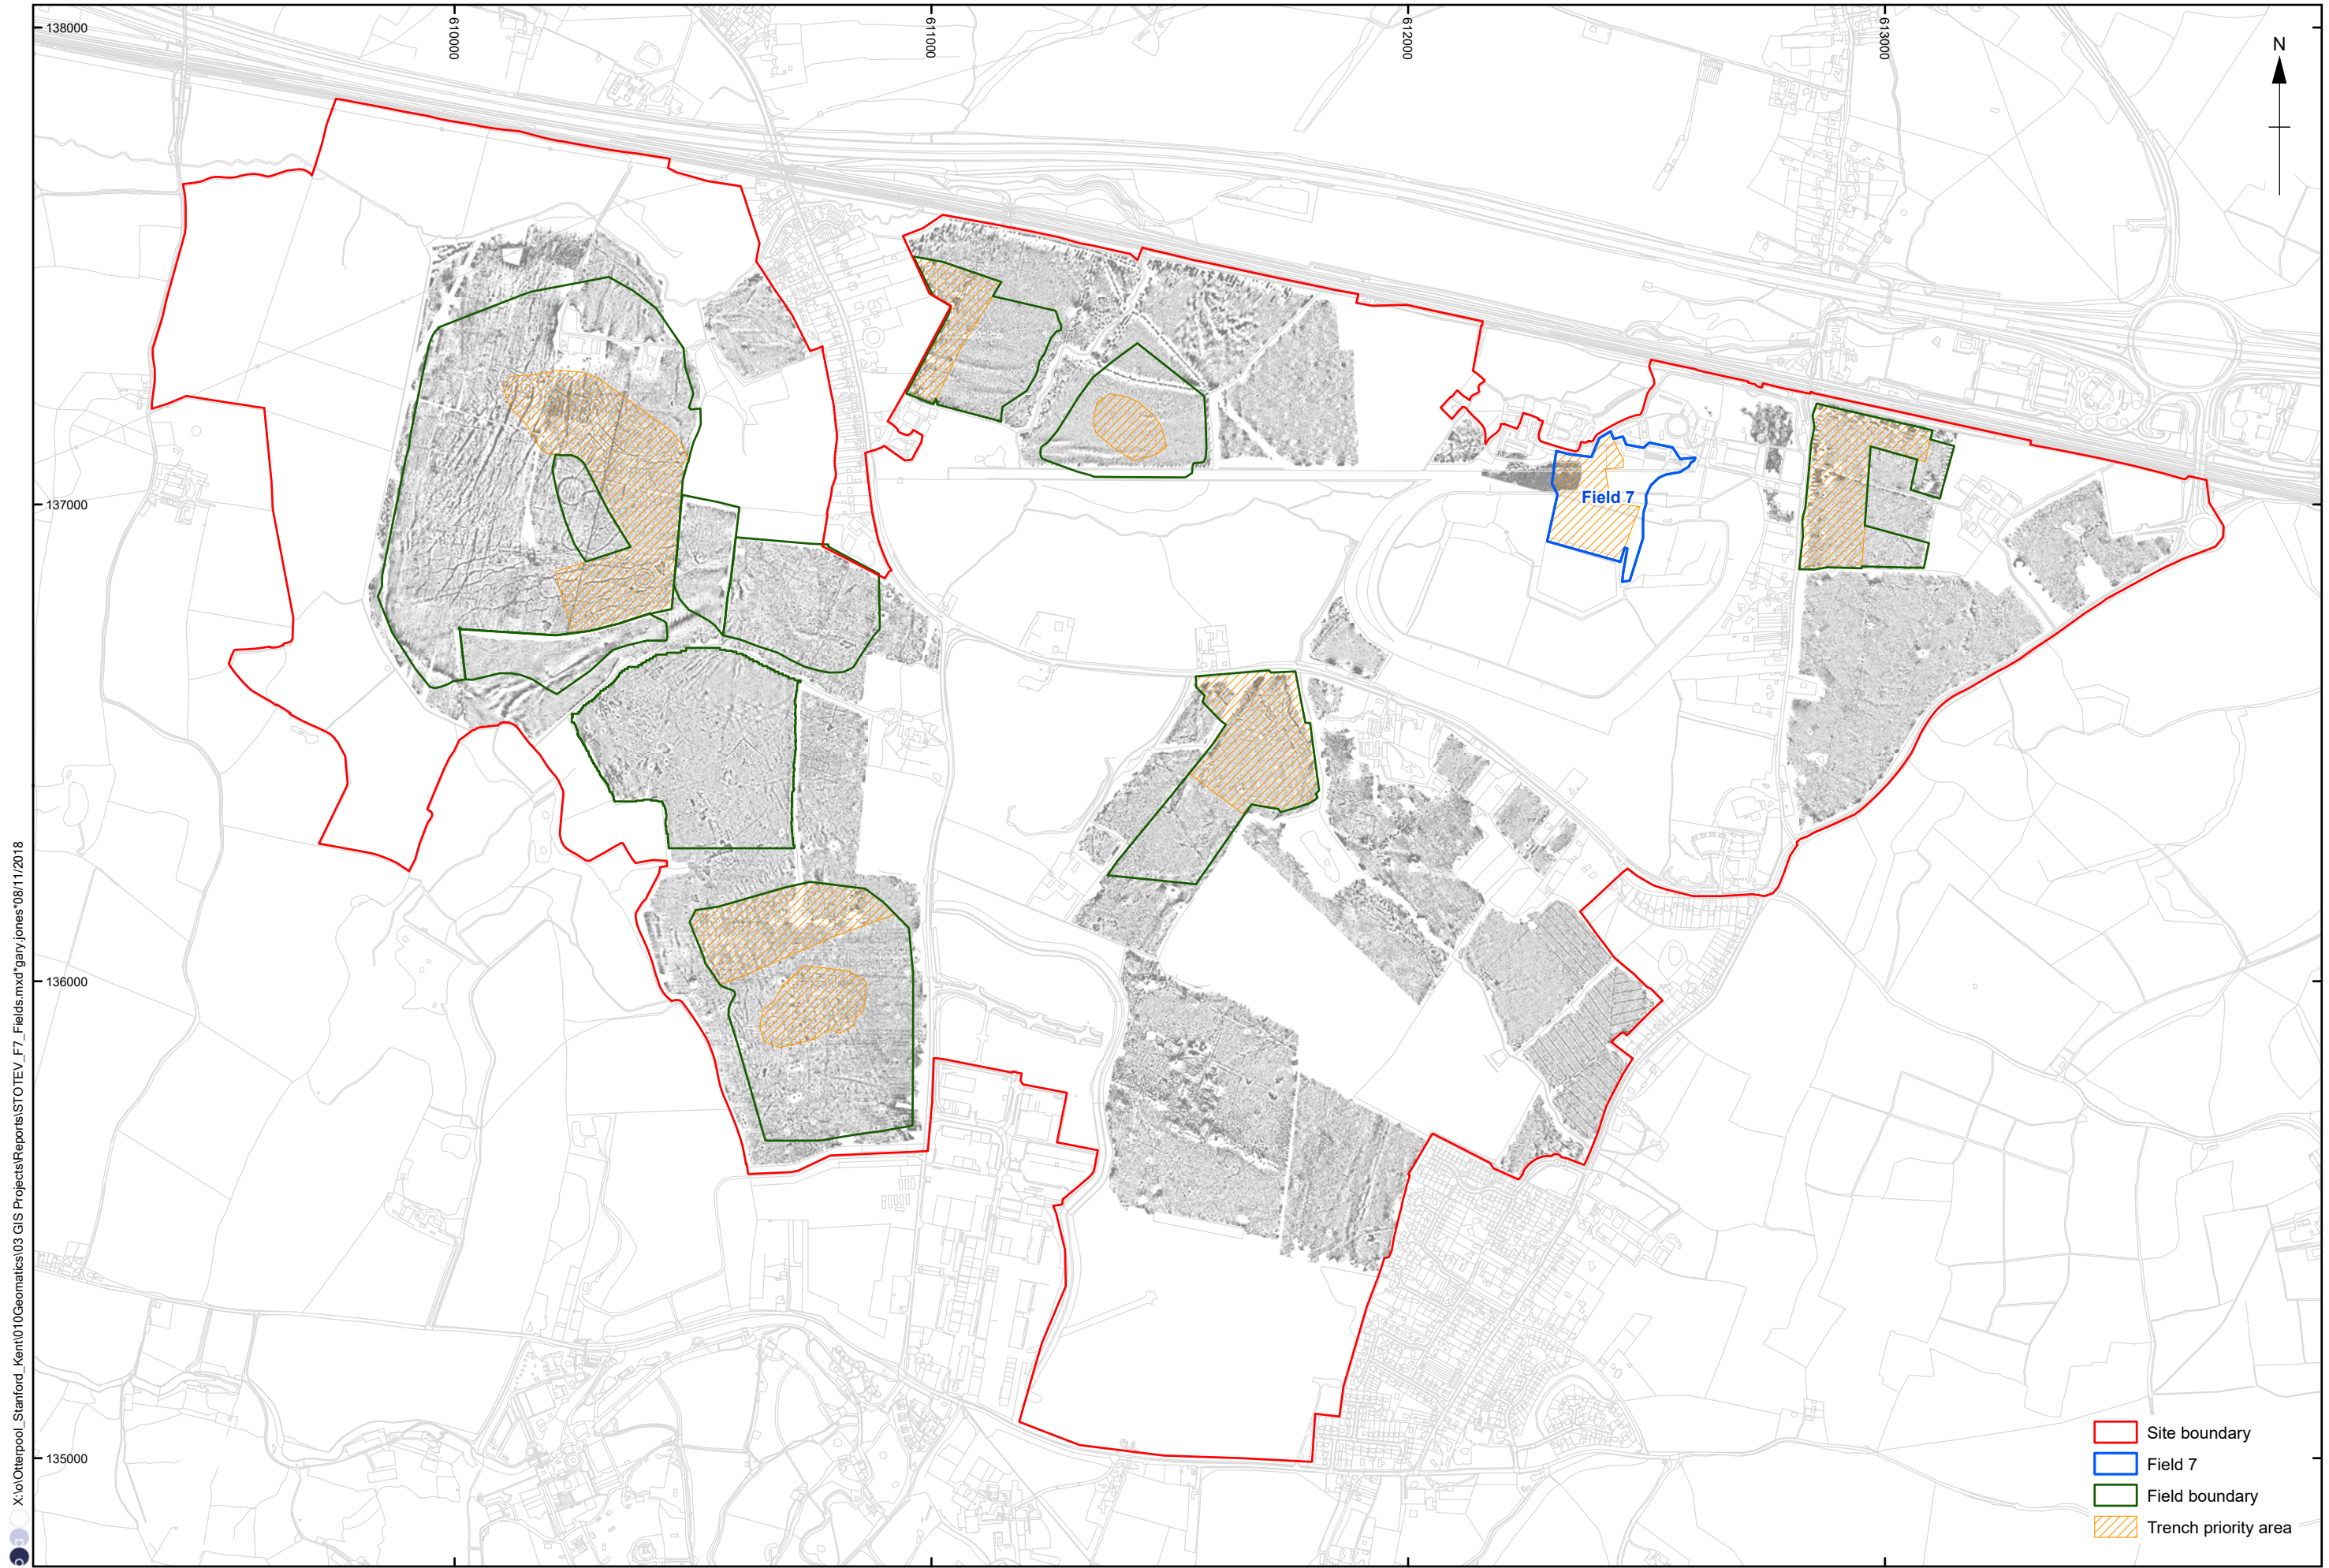 138000
137000
136000
135000
610000
611000
612000
613000
N
Field 7
Site boundary
Field 7
Field boundary
Trench priority area
X:\o\Otterpool_Stanford_Kent\010Geomatics\03 GIS Projects\Reports\STOTEV_F7_Fields.mxd*gary.jones*08/11/2018